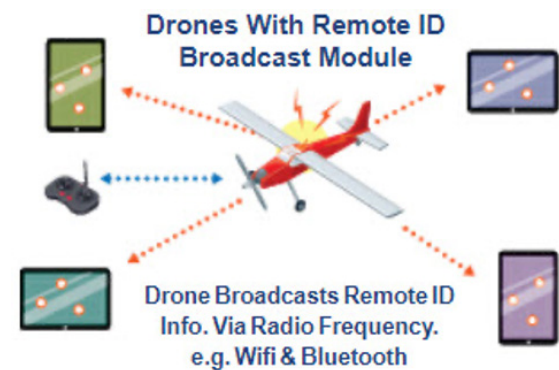 Drones With Remote ID
Broadcast Module
Drone Broadcasts Remote ID
Info. Via Radio Frequency.
e.g. Wifi & Bluetooth